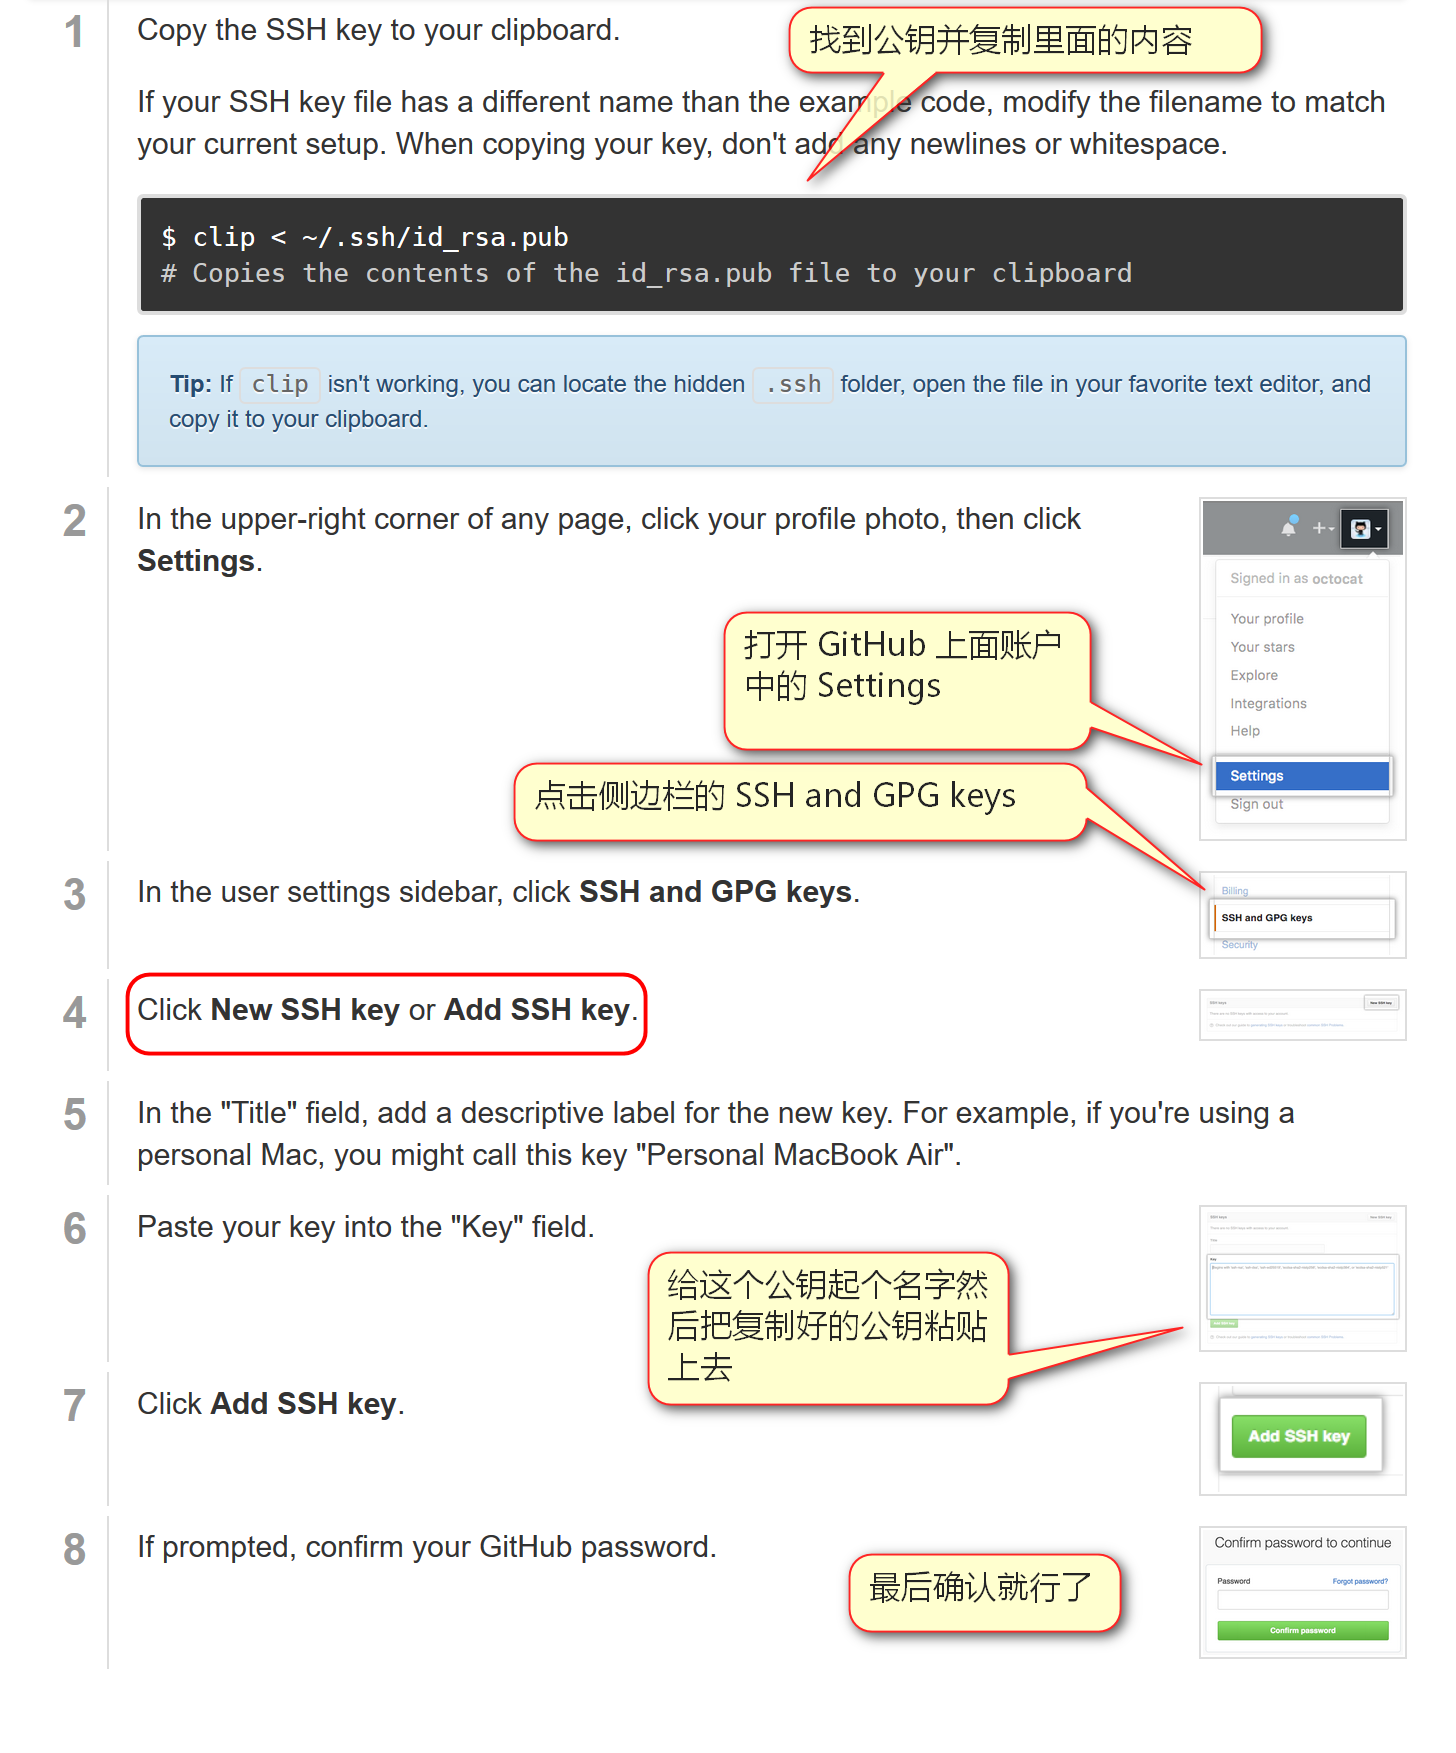 1
Copy the SSH key to your clipboard.
找到公钥并复制里面的内容
If your SSH key file has a different name than the example code, modify the filename to match
your current setup. When copying your key, don't add any newlines or whitespace.
$ clip < ~/.ssh/id_rsa.pub
# Copies the contents of the id_rsa.pub file to your clipboard
Tip: If clip isn't working, you can locate the hidden .ssh folder, open the file in your favorite text editor, and
copy it to your clipboard.
2
In the upper-right corner of any page, click your profile photo, then click
Settings.
Signed in as octocat
Your profile
Your stars
Explore
Integrations
Help
Settings
Sign out
打开 GitHub 上面账户
中的 Settings
点击侧边栏的 SSH and GPG keys
3
In the user settings sidebar, click SSH and GPG keys.
Billing
SSH and GPG keys
Security
4
Click New SSH key or Add SSH key.
SSH keys
New SSH key
5
In the "Title" field, add a descriptive label for the new key. For example, if you're using a
personal Mac, you might call this key "Personal MacBook Air".
6
Paste your key into the "Key" field.
SSH keys
New SSH key
Title
Key
给这个公钥起个名字然
后把复制好的公钥粘贴
上去
7
Click Add SSH key.
Add SSH key
8
If prompted, confirm your GitHub password.
最后确认就行了
Confirm password to continue
Password
Forgot password?
Confirm password